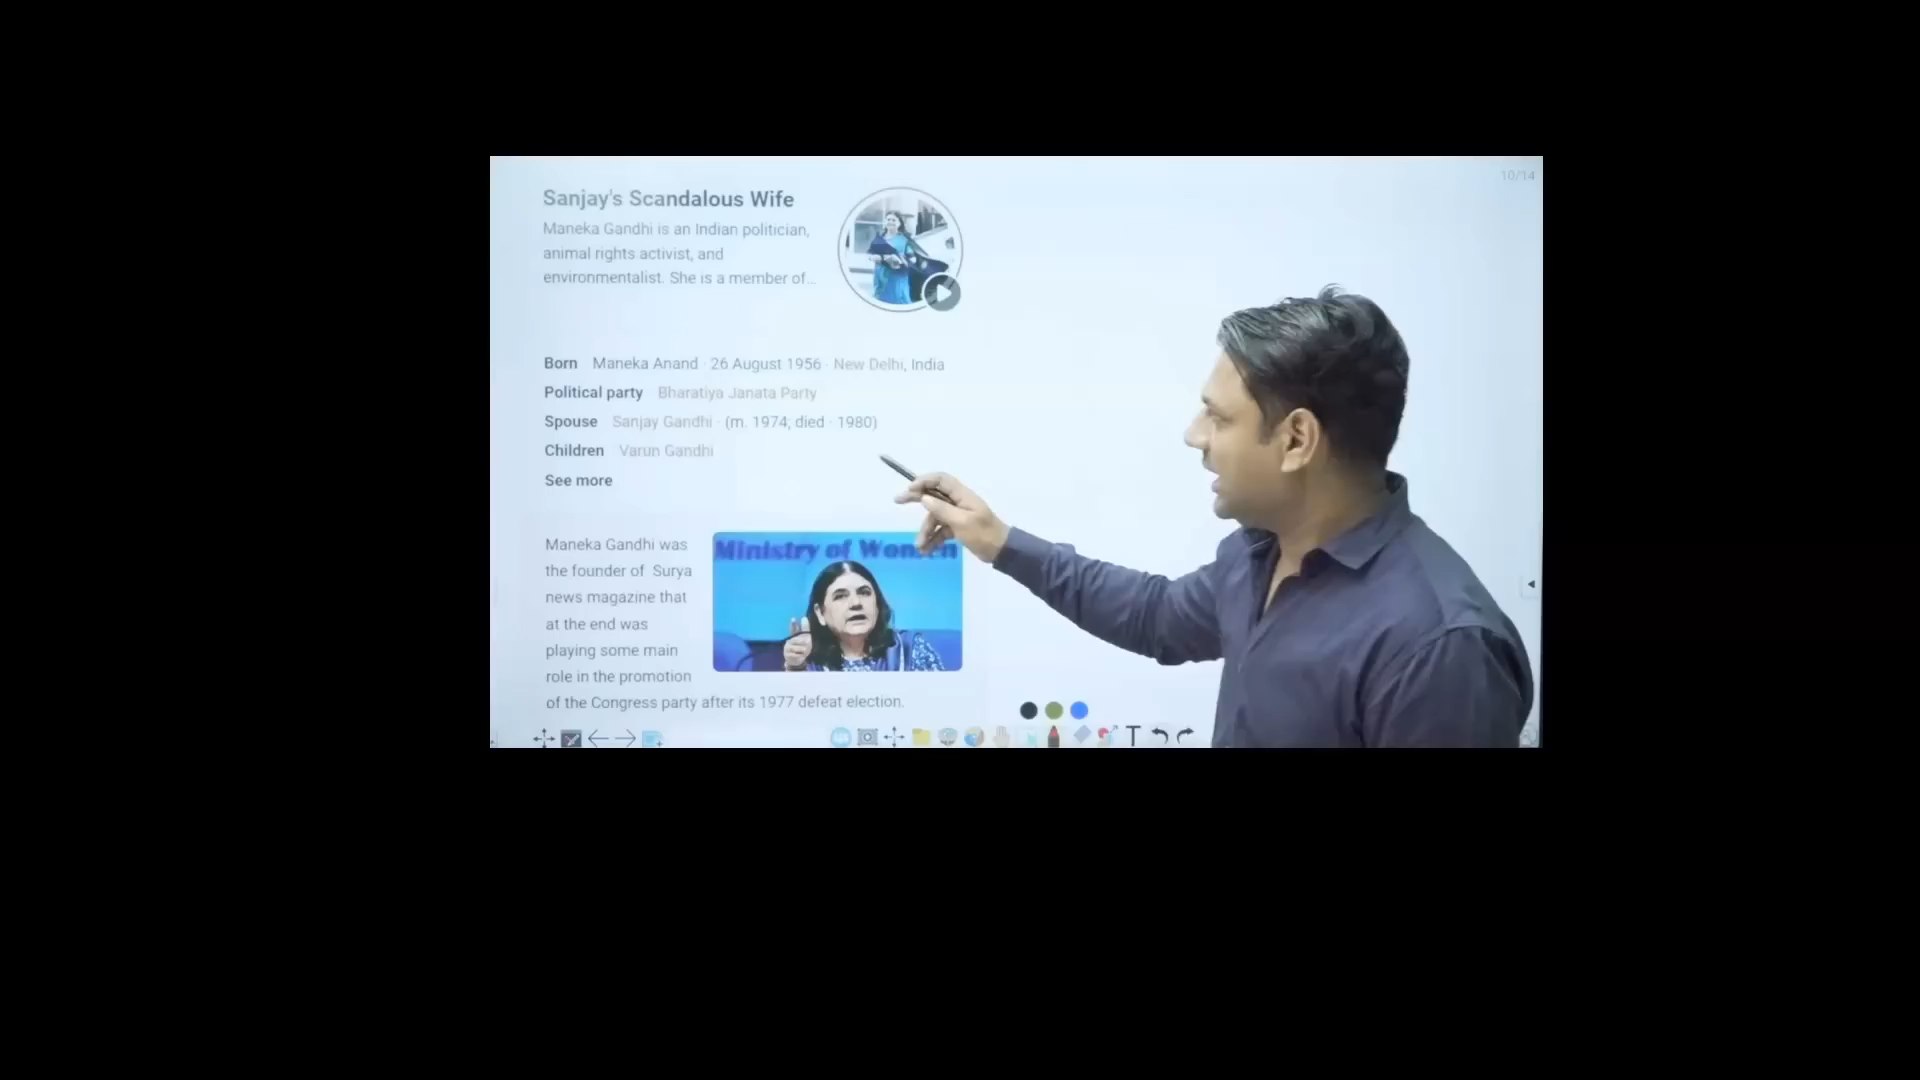 10/14
Sanjay's Scandalous Wife
Maneka Gandhi is an Indian politician,
animal rights activist, and
environmentalist. She is a member of...
Born Maneka Anand · 26 August 1956 · New Delhi, India
Political party Bharatiya Janata Party
Spouse Sanjay Gandhi · (m. 1974; died · 1980)
Children Varun Gandhi
See more
Ministry of Women
Maneka Gandhi was
the founder of Surya
news magazine that
at the end was
playing some main
role in the promotion
of the Congress party after its 1977 defeat election.
T